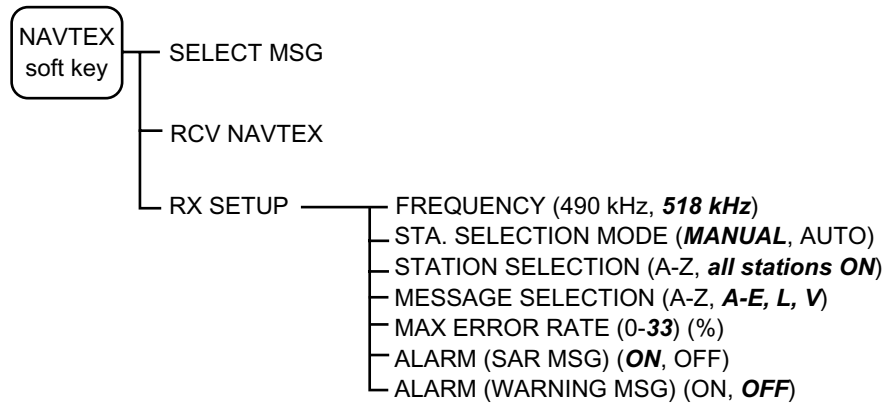 NAVTEX
soft key
SELECT MSG
RCV NAVTEX
RX SETUP
FREQUENCY (490 kHz, 518 kHz)
STA. SELECTION MODE (MANUAL, AUTO)
STATION SELECTION (A-Z, all stations ON)
MESSAGE SELECTION (A-Z, A-E, L, V)
MAX ERROR RATE (0-33) (%)
ALARM (SAR MSG) (ON, OFF)
ALARM (WARNING MSG) (ON, OFF)